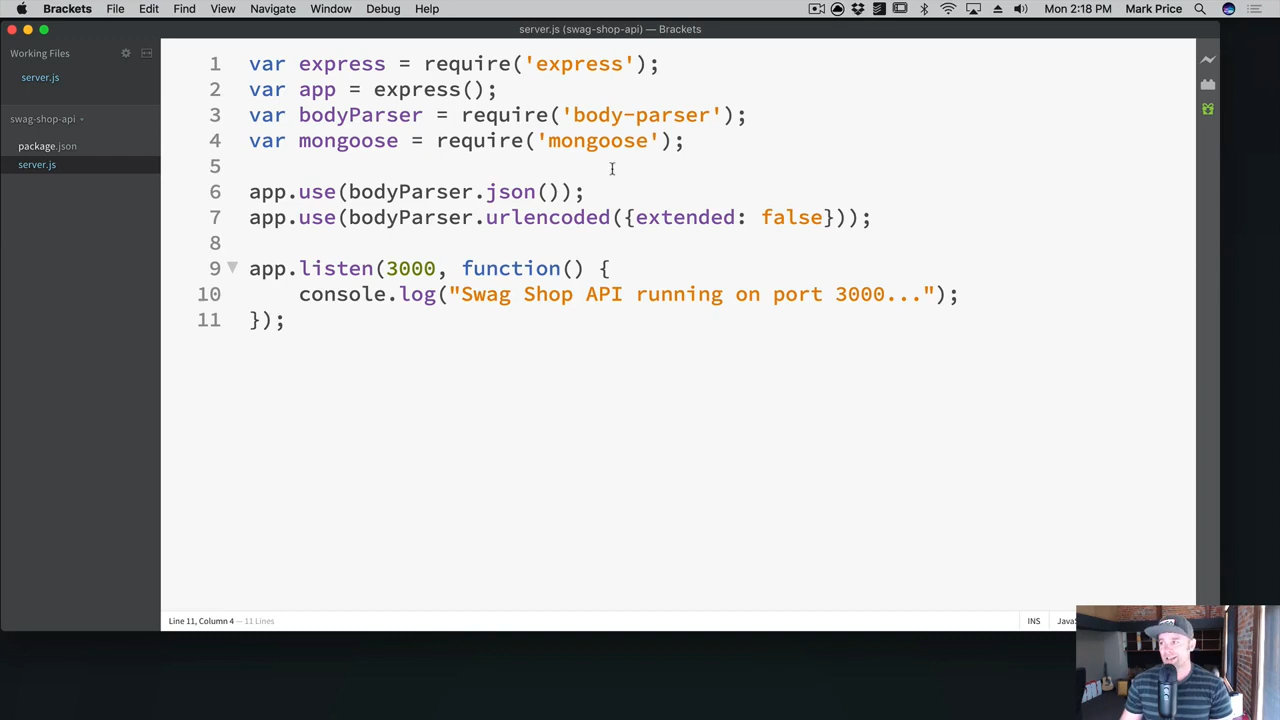 Brackets File Edit Find View Navigate Window Debug Help Mon 2:18 PM Mark Price
server.js (swag-shop-api) — Brackets
Working Files
server.js
swag-shop-api
package.json
server.js
1 var express = require('express');
2 var app = express();
3 var bodyParser = require('body-parser');
4 var mongoose = require('mongoose');
5
6 app.use(bodyParser.json());
7 app.use(bodyParser.urlencoded({extended: false}));
8
9 app.listen(3000, function() {
10 console.log("Swag Shop API running on port 3000...");
11 });
Line 11, Column 4 — 11 Lines INS JavaS